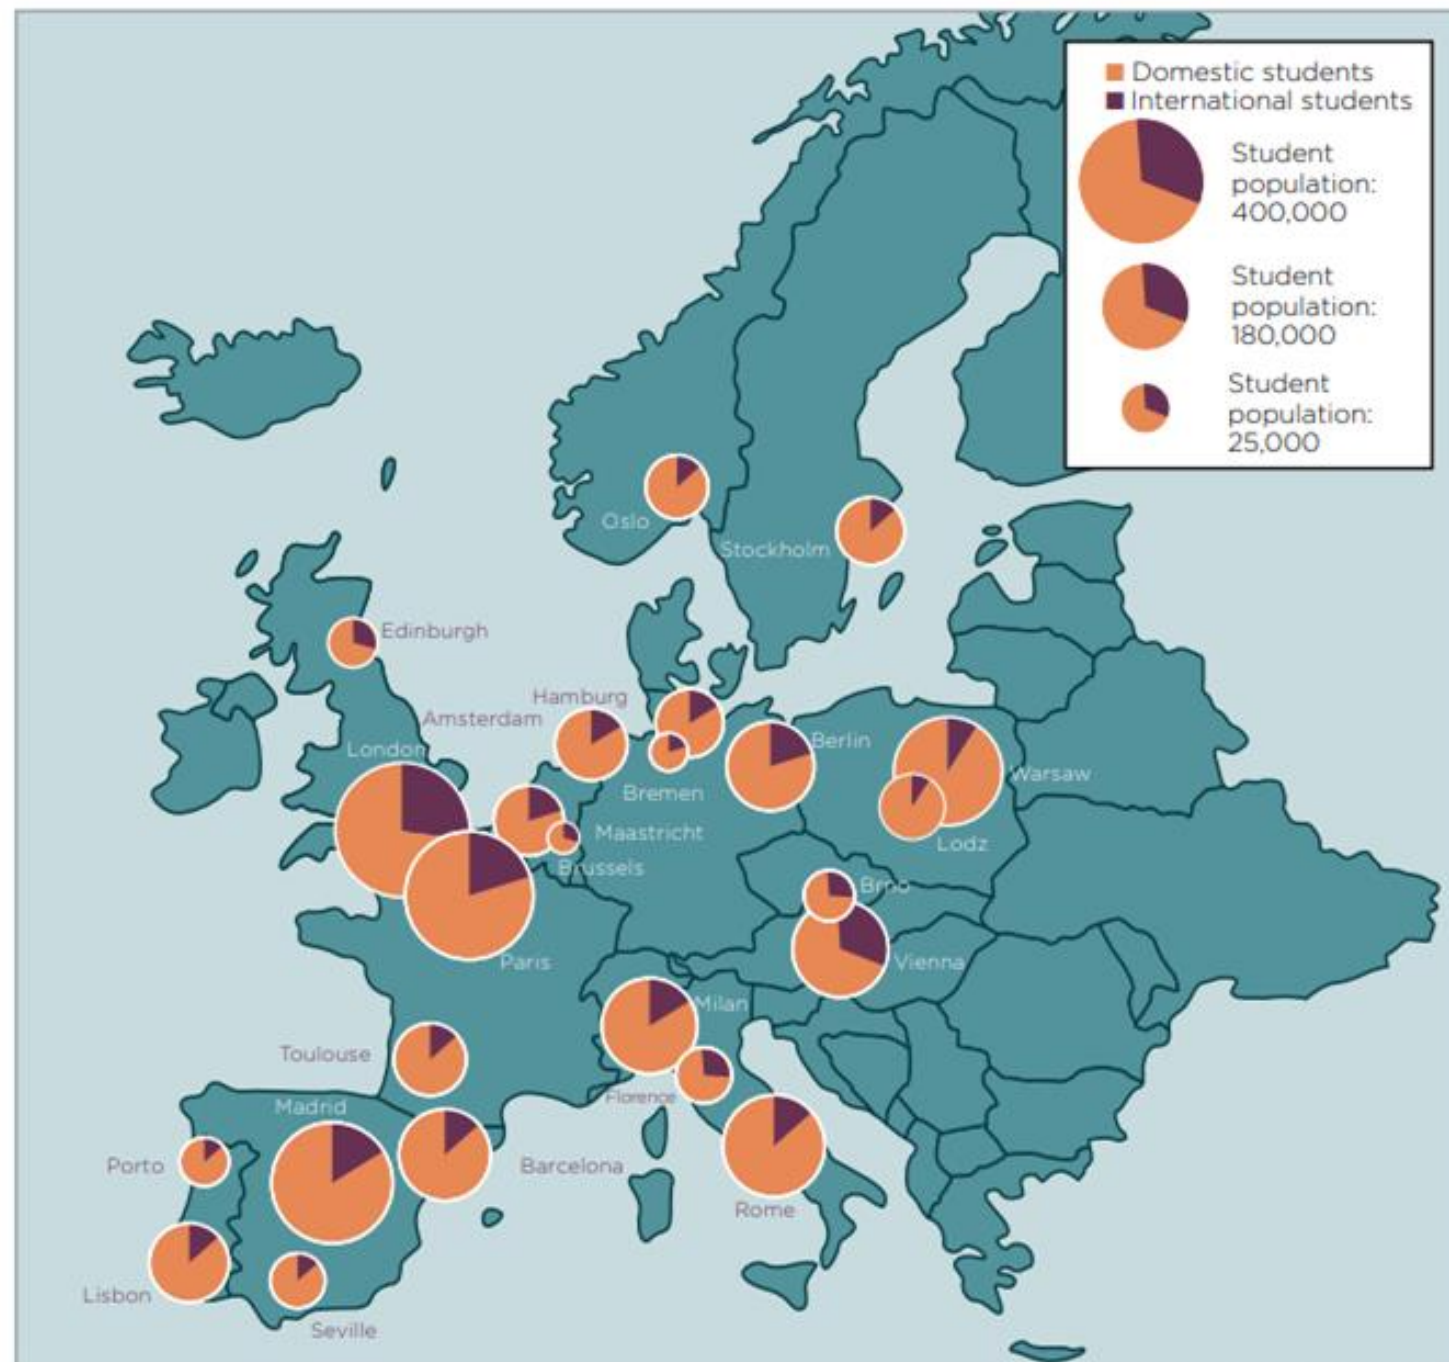 Domestic students
International students
Student
population:
400,000
Student
population:
180,000
Student
population:
25,000
Oslo
Stockholm
Edinburgh
Hamburg
Amsterdam
London
Berlin
Warsaw
Bremen
Maastricht
Lodz
Brussels
Brno
Paris
Vienna
Milan
Toulouse
Florence
Madrid
Porto
Barcelona
Rome
Lisbon
Seville